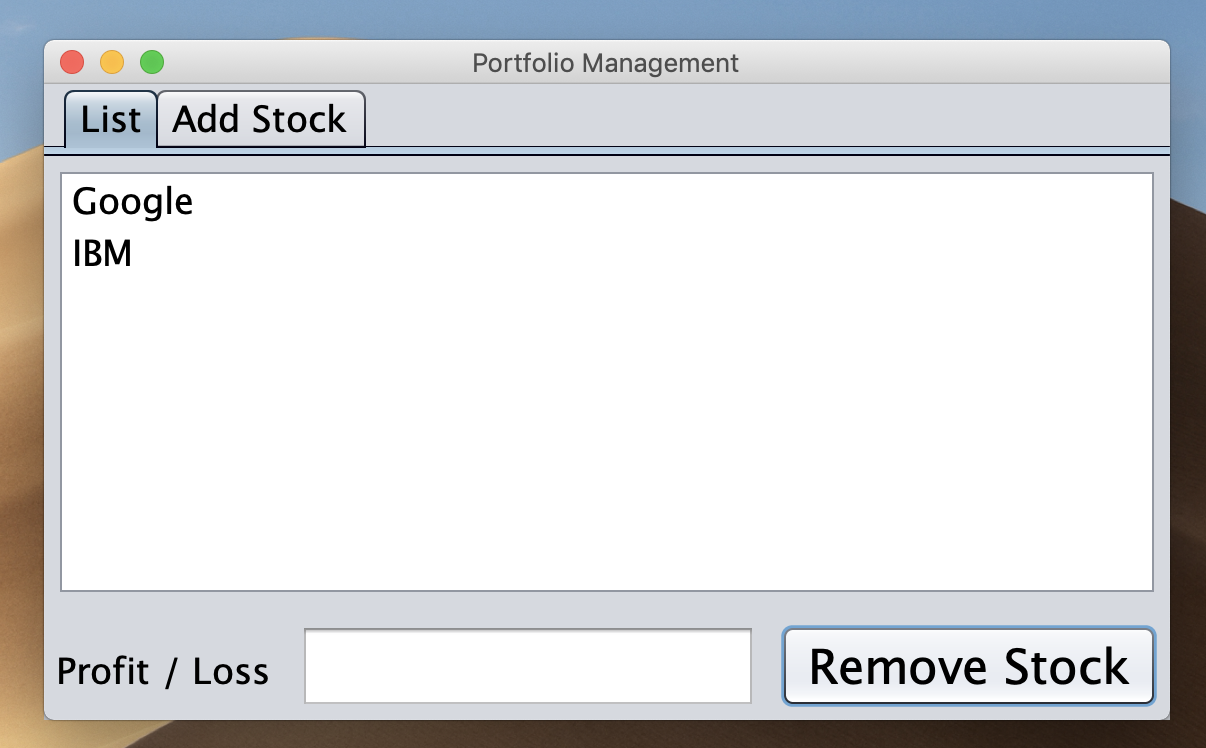 Portfolio Management
List Add Stock
Google
IBM
Profit / Loss Remove Stock